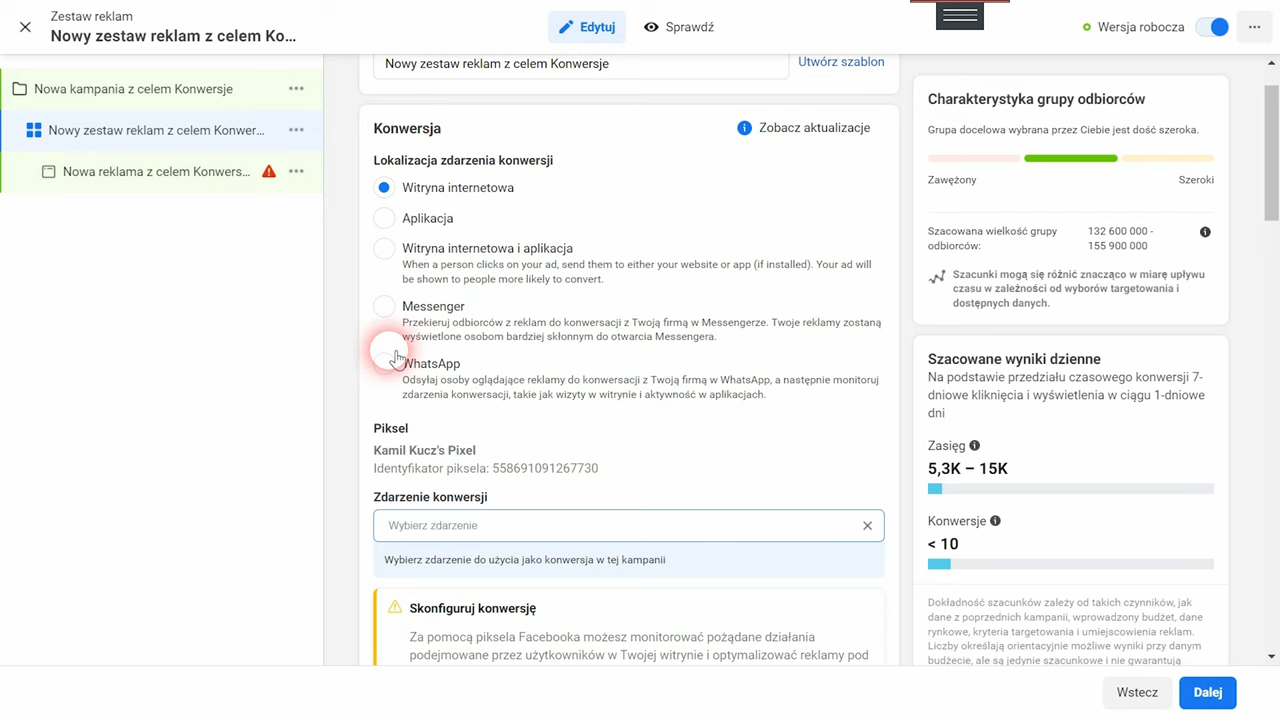 Zestaw reklam
Nowy zestaw reklam z celem Ko...
Edytuj
Sprawdź
Wersja robocza
Nowa kampania z celem Konwersje
Nowy zestaw reklam z celem Konwer...
Nowa reklama z celem Konwers...
Nowy zestaw reklam z celem Konwersje
Utwórz szablon
Konwersja
Zobacz aktualizacje
Lokalizacja zdarzenia konwersji
Witryna internetowa
Aplikacja
Witryna internetowa i aplikacja
When a person clicks on your ad, send them to either your website or app (if installed). Your ad will
be shown to people more likely to convert.
Messenger
Przekieruj odbiorców z reklam do konwersacji z Twoją firmą w Messengerze. Twoje reklamy zostaną
wyświetlone osobom bardziej skłonnym do otwarcia Messengera.
WhatsApp
Odsyłaj osoby oglądające reklamy do konwersacji z Twoją firmą w WhatsApp, a następnie monitoruj
zdarzenia konwersacji, takie jak wizyty w witrynie i aktywność w aplikacjach.
Piksel
Kamil Kucz's Pixel
Identyfikator piksela: 558691091267730
Zdarzenie konwersji
Wybierz zdarzenie
Wybierz zdarzenie do użycia jako konwersja w tej kampanii
Skonfiguruj konwersję
Za pomocą piksela Facebooka możesz monitorować pożądane działania
podejmowane przez użytkowników w Twojej witrynie i optymalizować reklamy pod
Charakterystyka grupy odbiorców
Grupa docelowa wybrana przez Ciebie jest dość szeroka.
Zawężony
Szeroki
Szacowana wielkość grupy
odbiorców:
132 600 000 -
155 900 000
Szacunki mogą się różnić znacząco w miarę upływu
czasu w zależności od wyborów targetowania i
dostępnych danych.
Szacowane wyniki dzienne
Na podstawie przedziału czasowego konwersji 7-
dniowe kliknięcia i wyświetlenia w ciągu 1-dniowe
dni
Zasięg
5,3K – 15K
Konwersje
< 10
Dokładność szacunków zależy od takich czynników, jak
dane z poprzednich kampanii, wprowadzony budżet, dane
rynkowe, kryteria targetowania i umiejscowienia reklam.
Liczby określają orientacyjnie możliwe wyniki przy danym
budżecie, ale są jedynie szacunkowe i nie gwarantują
Wstecz
Dalej